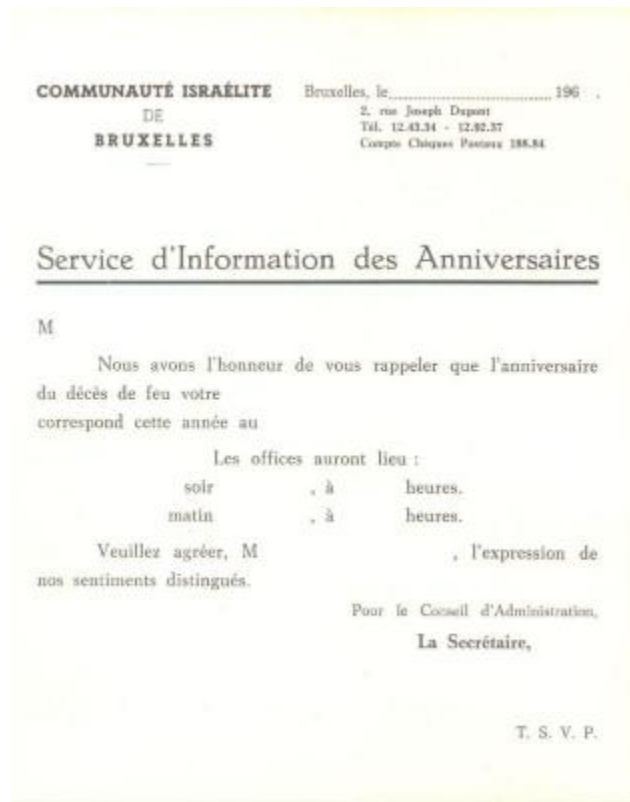 COMMUNAUTÉ ISRAÉLITE
DE
BRUXELLES
Bruxelles, le 196 .
2, rue Joseph Dupont
Tél. 12.43.34 - 12.92.37
Compte Chèques Postaux 188.84
Service d'Information des Anniversaires
M
Nous avons l'honneur de vous rappeler que l'anniversaire
du décès de feu votre
correspond cette année au
Les offices auront lieu :
soir , à heures.
matin , à heures.
Veuillez agréer, M , l'expression de
nos sentiments distingués.
Pour le Conseil d'Administration,
La Secrétaire,
T. S. V. P.